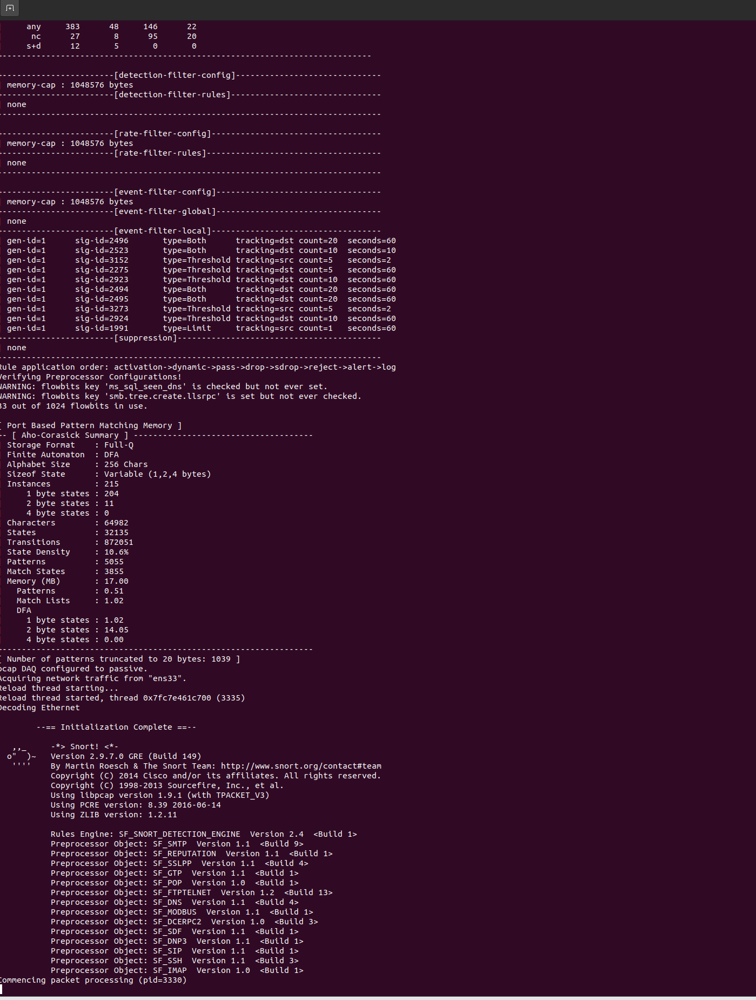 any     383      48     146      22
nc      27       8      95      20
s+d      12       5       0       0
----------------------------------------------------------------------------
-----------------------[detection-filter-config]------------------------------
memory-cap : 1048576 bytes
-----------------------[detection-filter-rules]-------------------------------
none
------------------------------------------------------------------------------
-----------------------[rate-filter-config]-----------------------------------
memory-cap : 1048576 bytes
-----------------------[rate-filter-rules]------------------------------------
none
------------------------------------------------------------------------------
-----------------------[event-filter-config]----------------------------------
memory-cap : 1048576 bytes
-----------------------[event-filter-global]----------------------------------
none
-----------------------[event-filter-local]-----------------------------------
gen-id=1      sig-id=2496       type=Both      tracking=dst count=20  seconds=60
gen-id=1      sig-id=2523       type=Both      tracking=dst count=10  seconds=10
gen-id=1      sig-id=3152       type=Threshold tracking=src count=5   seconds=2
gen-id=1      sig-id=2275       type=Threshold tracking=dst count=5   seconds=60
gen-id=1      sig-id=2923       type=Threshold tracking=dst count=10  seconds=60
gen-id=1      sig-id=2494       type=Both      tracking=dst count=20  seconds=60
gen-id=1      sig-id=2495       type=Both      tracking=dst count=20  seconds=60
gen-id=1      sig-id=3273       type=Threshold tracking=src count=5   seconds=2
gen-id=1      sig-id=2924       type=Threshold tracking=dst count=10  seconds=60
gen-id=1      sig-id=1991       type=Limit     tracking=src count=1   seconds=60
-----------------------[suppression]------------------------------------------
none
------------------------------------------------------------------------------
Rule application order: activation->dynamic->pass->drop->sdrop->reject->alert->log
Verifying Preprocessor Configurations!
WARNING: flowbits key 'ms_sql_seen_dns' is checked but not ever set.
WARNING: flowbits key 'smb.tree.create.llsrpc' is set but not ever checked.
33 out of 1024 flowbits in use.
[ Port Based Pattern Matching Memory ]
-- [ Aho-Corasick Summary ] -------------------------------------
Storage Format    : Full-Q
Finite Automaton  : DFA
Alphabet Size     : 256 Chars
Sizeof State      : Variable (1,2,4 bytes)
Instances         : 215
1 byte states : 204
2 byte states : 11
4 byte states : 0
Characters        : 64982
States            : 32135
Transitions       : 872051
State Density     : 10.6%
Patterns          : 5055
Match States      : 3855
Memory (MB)       : 17.00
Patterns        : 0.51
Match Lists     : 1.02
DFA
1 byte states : 1.02
2 byte states : 14.05
4 byte states : 0.00
----------------------------------------------------------------
[ Number of patterns truncated to 20 bytes: 1039 ]
pcap DAQ configured to passive.
Acquiring network traffic from "ens33".
Reload thread starting...
Reload thread started, thread 0x7fc7e461c700 (3335)
Decoding Ethernet
--== Initialization Complete ==--
,,_     -*> Snort! <*-
o"  )~   Version 2.9.7.0 GRE (Build 149)
''''    By Martin Roesch & The Snort Team: http://www.snort.org/contact#team
Copyright (C) 2014 Cisco and/or its affiliates. All rights reserved.
Copyright (C) 1998-2013 Sourcefire, Inc., et al.
Using libpcap version 1.9.1 (with TPACKET_V3)
Using PCRE version: 8.39 2016-06-14
Using ZLIB version: 1.2.11
Rules Engine: SF_SNORT_DETECTION_ENGINE  Version 2.4  <Build 1>
Preprocessor Object: SF_SMTP  Version 1.1  <Build 9>
Preprocessor Object: SF_REPUTATION  Version 1.1  <Build 1>
Preprocessor Object: SF_SSLPP  Version 1.1  <Build 4>
Preprocessor Object: SF_GTP  Version 1.1  <Build 1>
Preprocessor Object: SF_POP  Version 1.0  <Build 1>
Preprocessor Object: SF_FTPTELNET  Version 1.2  <Build 13>
Preprocessor Object: SF_DNS  Version 1.1  <Build 4>
Preprocessor Object: SF_MODBUS  Version 1.1  <Build 1>
Preprocessor Object: SF_DCERPC2  Version 1.0  <Build 3>
Preprocessor Object: SF_SDF  Version 1.1  <Build 1>
Preprocessor Object: SF_DNP3  Version 1.1  <Build 1>
Preprocessor Object: SF_SIP  Version 1.1  <Build 1>
Preprocessor Object: SF_SSH  Version 1.1  <Build 3>
Preprocessor Object: SF_IMAP  Version 1.0  <Build 1>
Commencing packet processing (pid=3330)